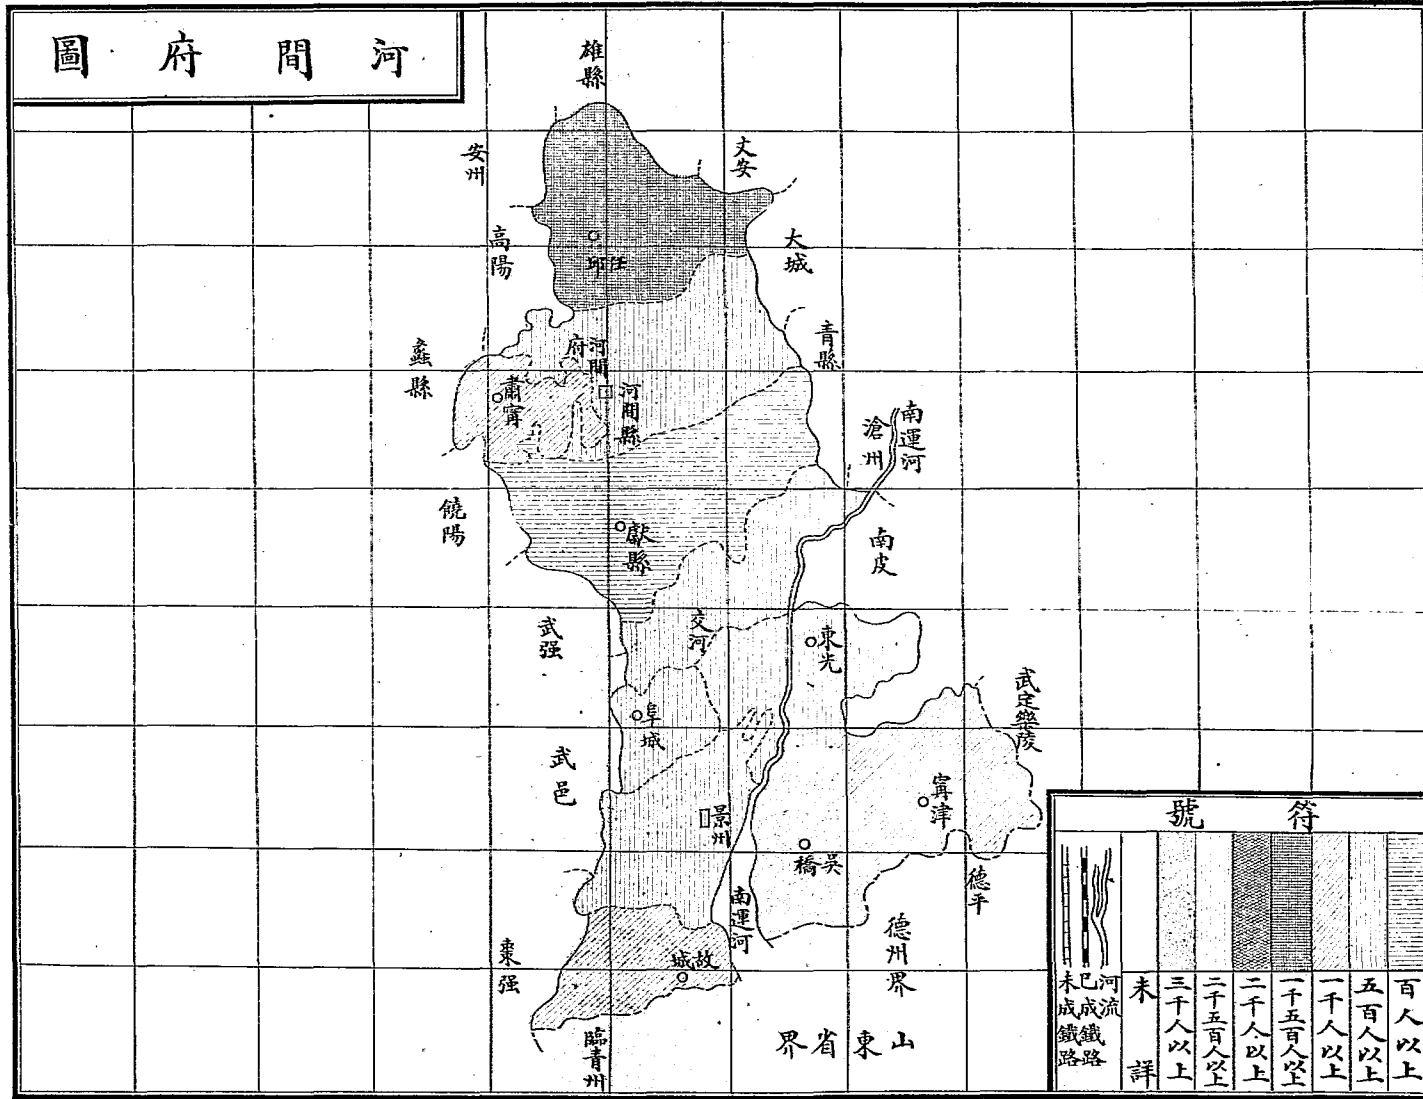 河間府圖
雄縣
安州
文安
高陽
大城
任邱
蠡縣
青縣
河間府
肅寧
河間縣
滄州
南運河
饒陽
獻縣
南皮
武强
交河
東光
武定樂陵
阜城
武邑
寧津
景州
吳橋
德平
南運河
德州界
棗强
故城
臨青州
山東省界
符號
百人以上
五百人以上
一千人以上
一千五百人以上
二千人以上
二千五百人以上
三千人以上
未詳
河流
已成鐵路
未成鐵路